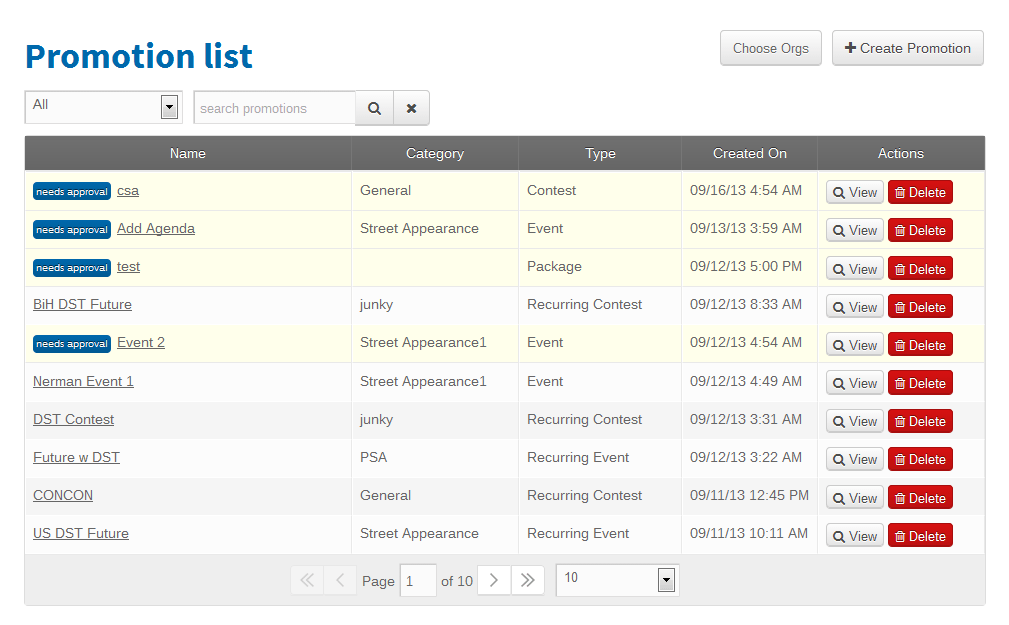 Promotion list
Choose Orgs
Create Promotion
All
search promotions
Name Category Type Created On Actions
needs approval csa General Contest 09/16/13 4:54 AM View Delete
needs approval Add Agenda Street Appearance Event 09/13/13 3:59 AM View Delete
needs approval test Package 09/12/13 5:00 PM View Delete
BiH DST Future junky Recurring Contest 09/12/13 8:33 AM View Delete
needs approval Event 2 Street Appearance1 Event 09/12/13 4:54 AM View Delete
Nerman Event 1 Street Appearance1 Event 09/12/13 4:49 AM View Delete
DST Contest junky Recurring Contest 09/12/13 3:31 AM View Delete
Future w DST PSA Recurring Event 09/12/13 3:22 AM View Delete
CONCON General Recurring Contest 09/11/13 12:45 PM View Delete
US DST Future Street Appearance Recurring Event 09/11/13 10:11 AM View Delete
Page 1 of 10 10